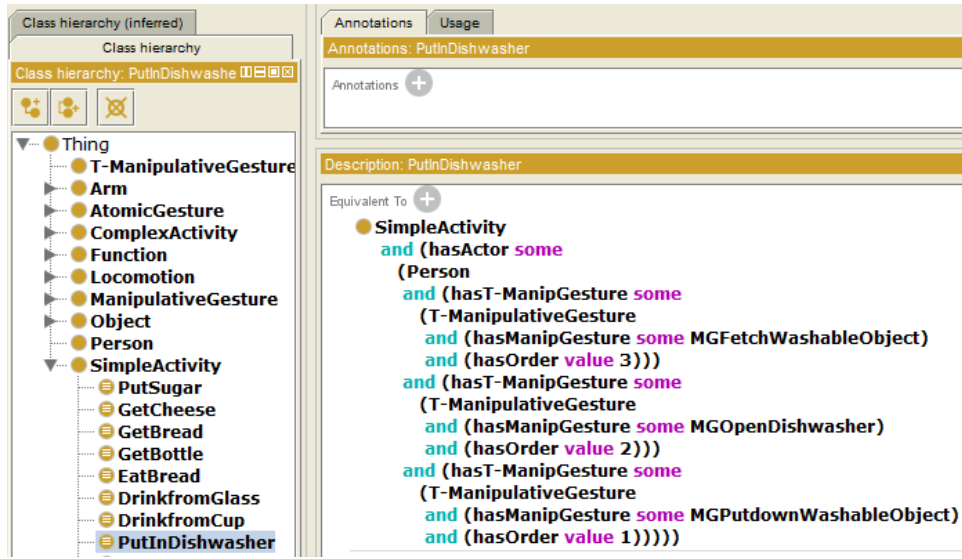 Class hierarchy (inferred)
Class hierarchy
Class hierarchy: PutInDishwashe
Thing
T-ManipulativeGesture
Arm
AtomicGesture
ComplexActivity
Function
Locomotion
ManipulativeGesture
Object
Person
SimpleActivity
PutSugar
GetCheese
GetBread
GetBottle
EatBread
DrinkfromGlass
DrinkfromCup
PutInDishwasher
Annotations
Usage
Annotations: PutInDishwasher
Annotations
Description: PutInDishwasher
Equivalent To
SimpleActivity
and (hasActor some
(Person
and (hasT-ManipGesture some
(T-ManipulativeGesture
and (hasManipGesture some MGFetchWashableObject)
and (hasOrder value 3)))
and (hasT-ManipGesture some
(T-ManipulativeGesture
and (hasManipGesture some MGOpenDishwasher)
and (hasOrder value 2)))
and (hasT-ManipGesture some
(T-ManipulativeGesture
and (hasManipGesture some MGPutdownWashableObject)
and (hasOrder value 1)))))